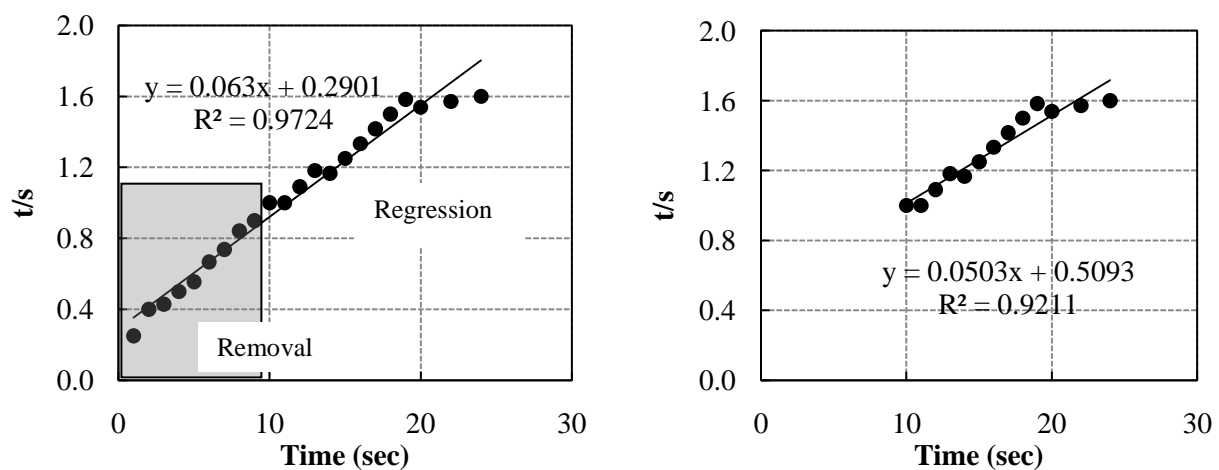 2.0
1.6
1.2
0.8
0.4
0.0
t/s
y = 0.063x + 0.2901
R² = 0.9724
Regression
Removal
0 10 20 30
Time (sec)
2.0
1.6
1.2
0.8
0.4
0.0
t/s
y = 0.0503x + 0.5093
R² = 0.9211
0 10 20 30
Time (sec)